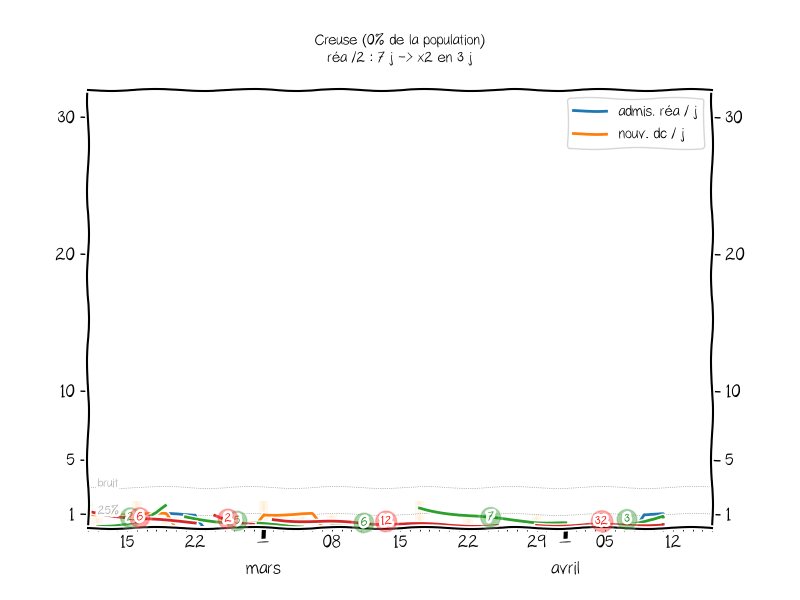 Creuse (0% de la population)
réa /2 : 7 j -> x2 en 3 j
admis. réa / j
nouv. dc / j
30
20
10
5
1
30
20
10
5
1
bruit
25%
2 6 2 5 6 12 7 32 3
15 22 08 15 22 29 05 12
mars avril